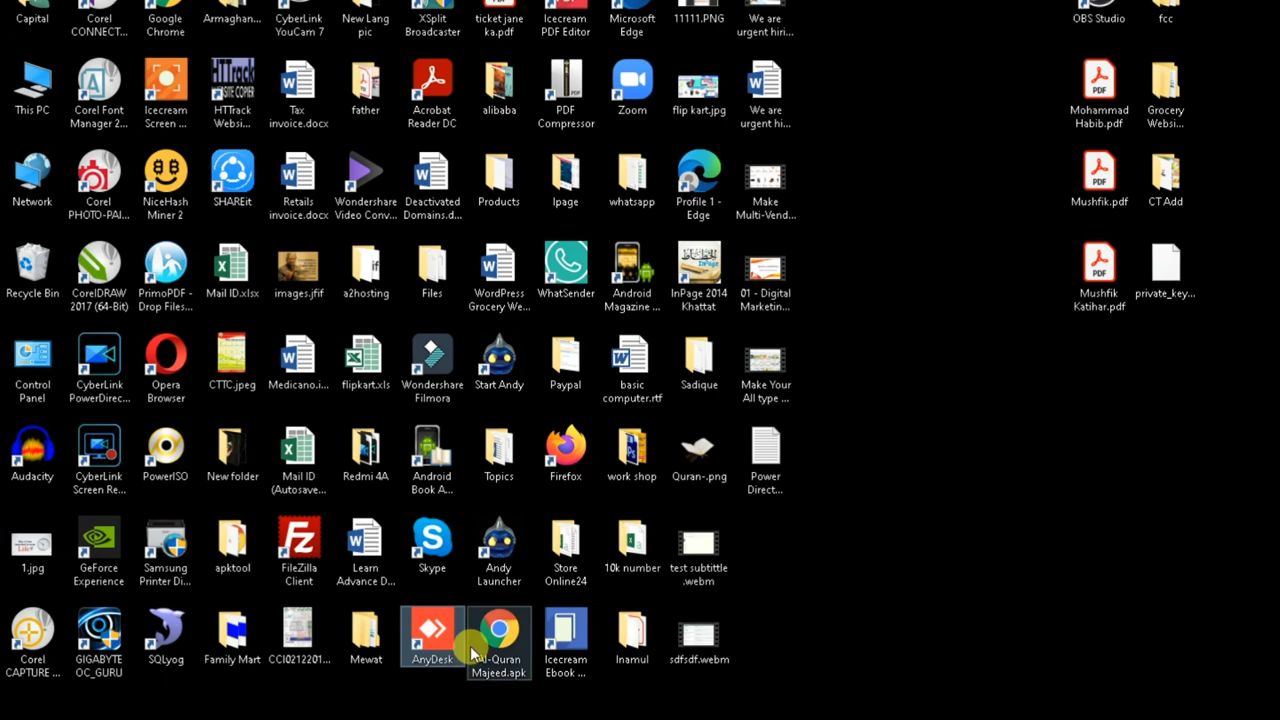 Capital
Corel
CONNECT...
Google
Chrome
Armaghan...
CyberLink
YouCam 7
New Lang
pic
XSplit
Broadcaster
ticket jane
ka.pdf
Icecream
PDF Editor
Microsoft
Edge
11111.PNG
We are
urgent hiri...
OBS Studio
fcc
This PC
Corel Font
Manager 2...
Icecream
Screen ...
HTTrack
WEBSITE COPIER
HTTrack
Websi...
Tax
invoice.docx
father
Acrobat
Reader DC
alibaba
PDF
Compressor
Zoom
flip kart.jpg
We are
urgent hi...
PDF
Mohammad
Habib.pdf
Grocery
Websi...
Network
Corel
PHOTO-PAI...
NiceHash
Miner 2
SHAREit
Retails
invoice.docx
Wondershare
Video Conv...
Deactivated
Domains.d...
Products
Ipage
whatsapp
Profile 1 -
Edge
Make
Multi-Vend...
PDF
Mushfik.pdf
CT Add
Recycle Bin
CorelDRAW
2017 (64-Bit)
PrimoPDF -
Drop Files...
Mail ID.xlsx
images.jfif
a2hosting
Files
WordPress
Grocery We...
WhatSender
Android
Magazine ...
InPage
InPage 2014
Khattat
01 - Digital
Marketin...
PDF
Mushfik
Katihar.pdf
private_key...
Control
Panel
CyberLink
PowerDirec...
Opera
Browser
CTTC.jpeg
Medicano.i...
flipkart.xls
Wondershare
Filmora
Start Andy
Paypal
basic
computer.rtf
Sadique
Make Your
All type ...
Audacity
CyberLink
Screen Re...
PowerISO
New folder
Mail ID
(Autosave...
Redmi 4A
Android
Book A...
Topics
Firefox
work shop
Quran-.png
Power
Direct...
1.jpg
GeForce
Experience
Samsung
Printer Di...
apktool
FileZilla
Client
Learn
Advance D...
Skype
Andy
Launcher
Store
Online24
10k number
test subtittle
.webm
Corel
CAPTURE ...
GIGABYTE
OC_GURU
SQLyog
Family Mart
CCI0212201...
Mewat
AnyDesk
Al-Quran
Majeed.apk
Icecream
Ebook ...
Inamul
sdfsdf.webm